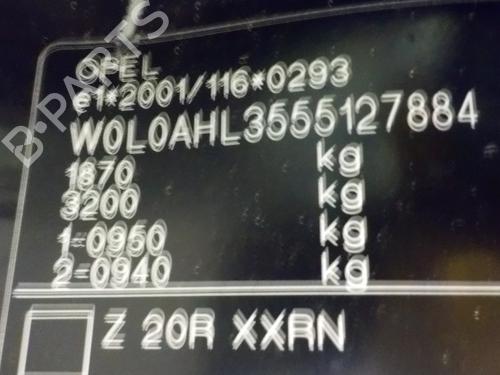 OPEL
e1*2001/116*0293
W0L0AHL3555127884
1870 kg
3200 kg
1=0950 kg
2=0940 kg
Z 20R XXRN
B·PARTS